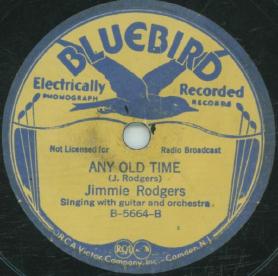 BLUEBIRD
Electrically Recorded
PHONOGRAPH RECORDS
Not Licensed for Radio Broadcast
ANY OLD TIME
(J. Rodgers)
Jimmie Rodgers
Singing with guitar and orchestra
B-5664-B
RCA
RCA Victor Company, Inc. - Camden, N.J.